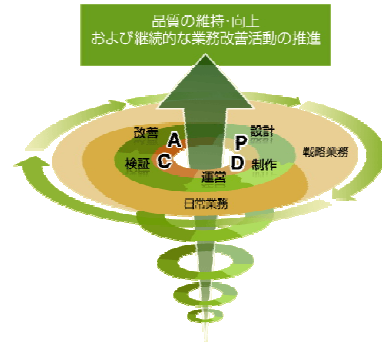 品質の維持・向上
および継続的な業務改善活動の推進
改善
設計
A
P
戦略業務
検証
C
D
制作
運営
日常業務